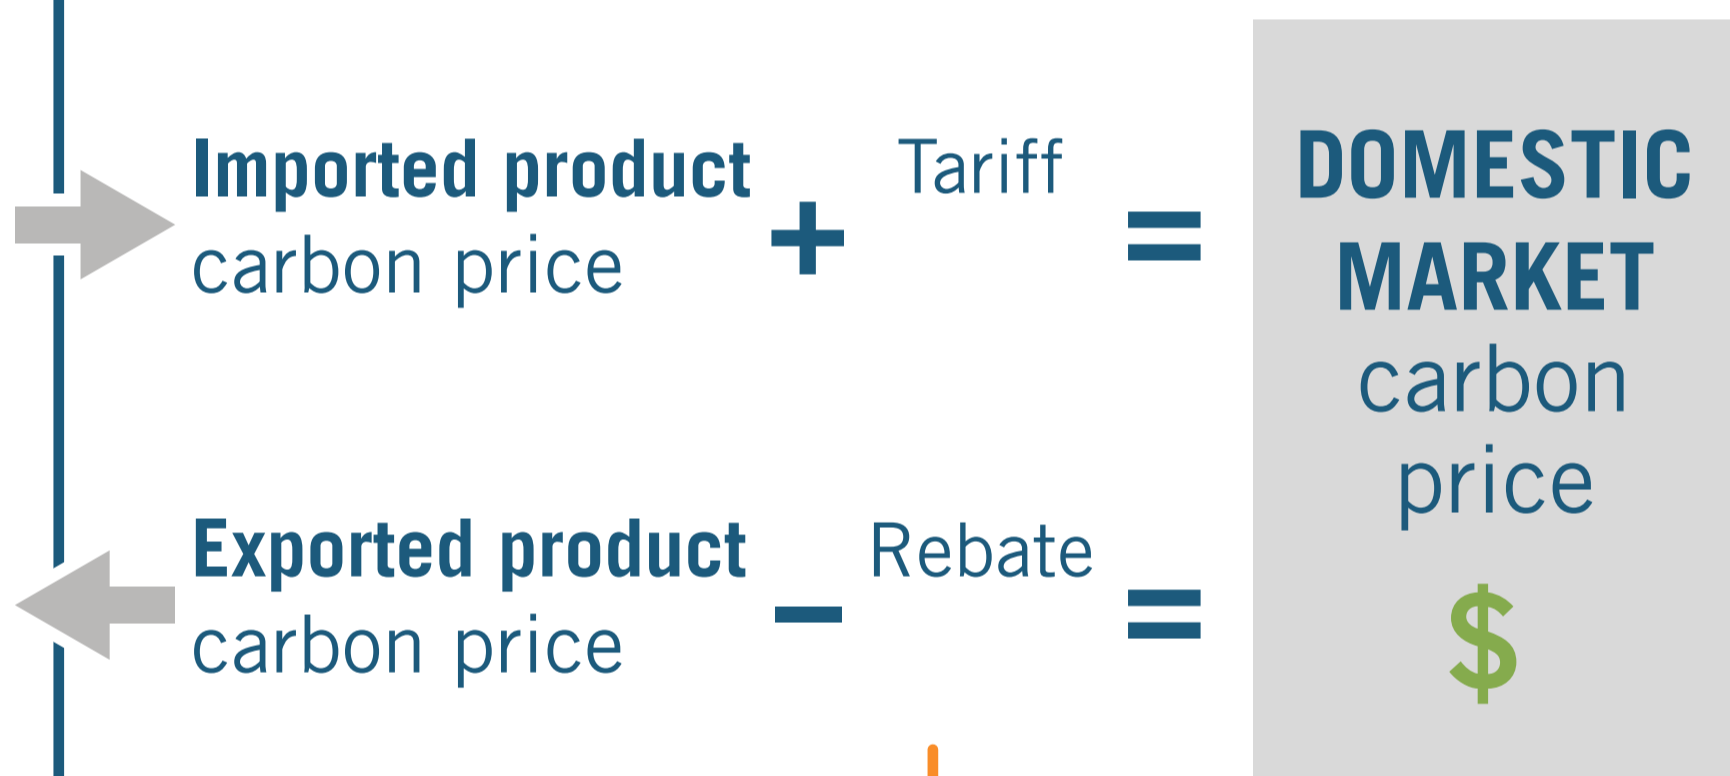 Imported product
carbon price
+
Tariff
=
Exported product
carbon price
−
Rebate
=
DOMESTIC
MARKET
carbon
price
$